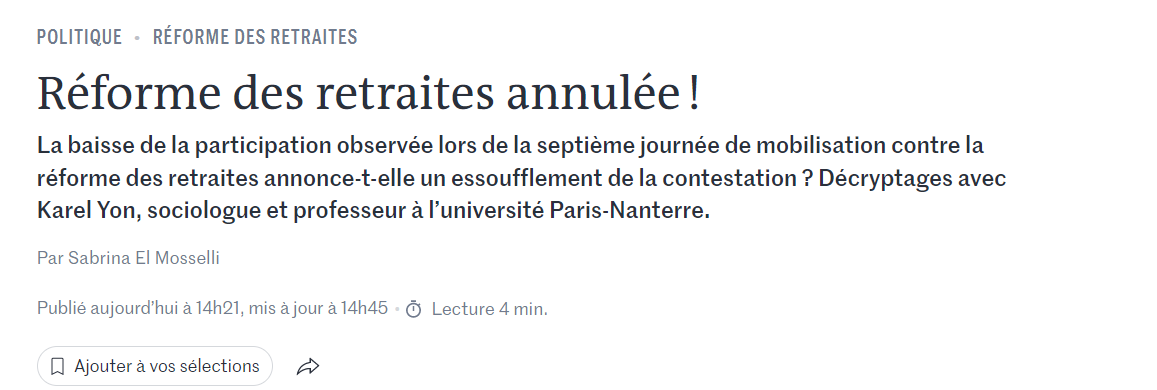 POLITIQUE • RÉFORME DES RETRAITES
Réforme des retraites annulée !
La baisse de la participation observée lors de la septième journée de mobilisation contre la
réforme des retraites annonce-t-elle un essoufflement de la contestation ? Décryptages avec
Karel Yon, sociologue et professeur à l’université Paris-Nanterre.
Par Sabrina El Mosselli
Publié aujourd’hui à 14h21, mis à jour à 14h45 • Lecture 4 min.
Ajouter à vos sélections